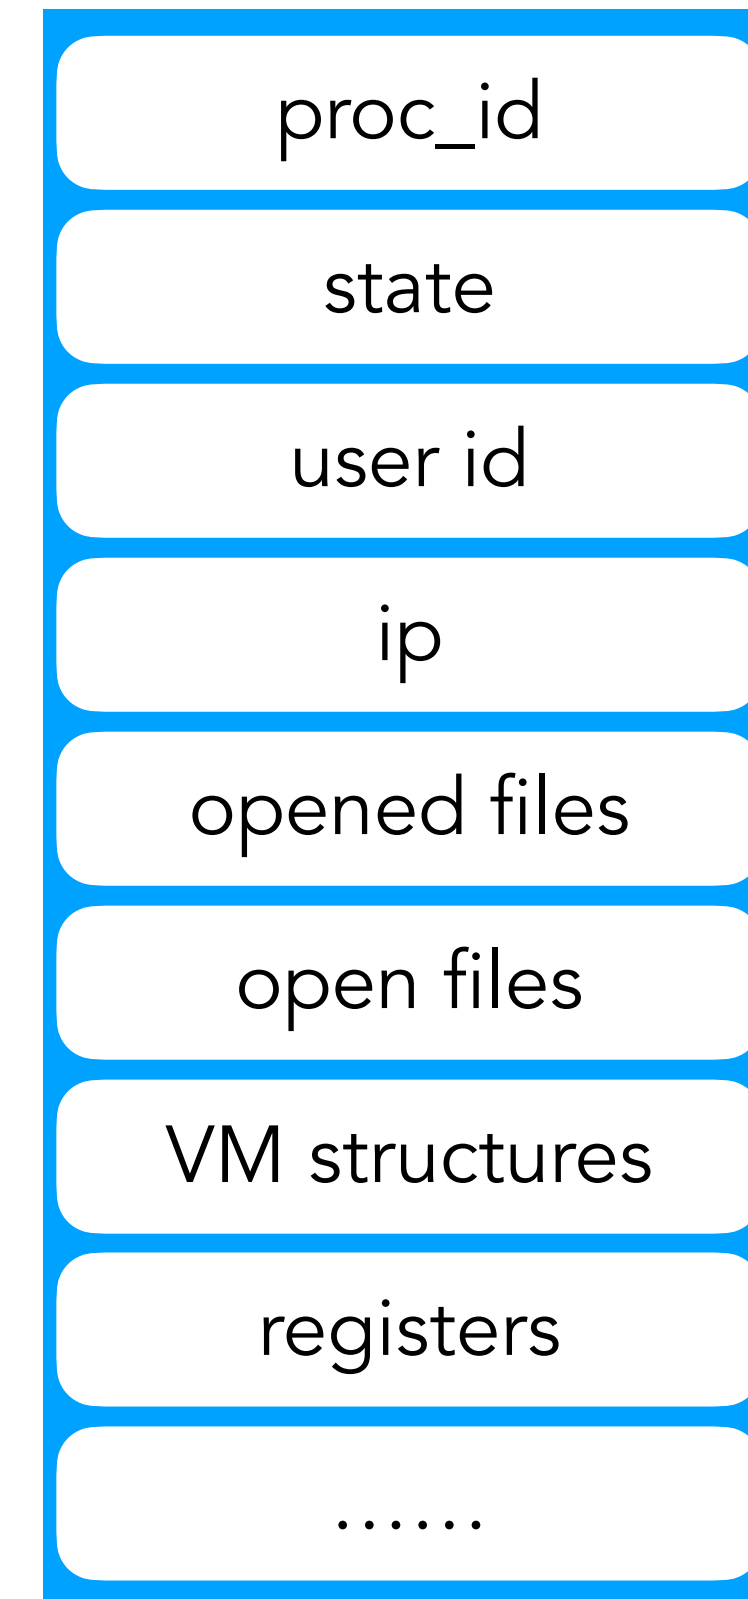 proc_id
state
user id
ip
opened files
open files
VM structures
registers
......